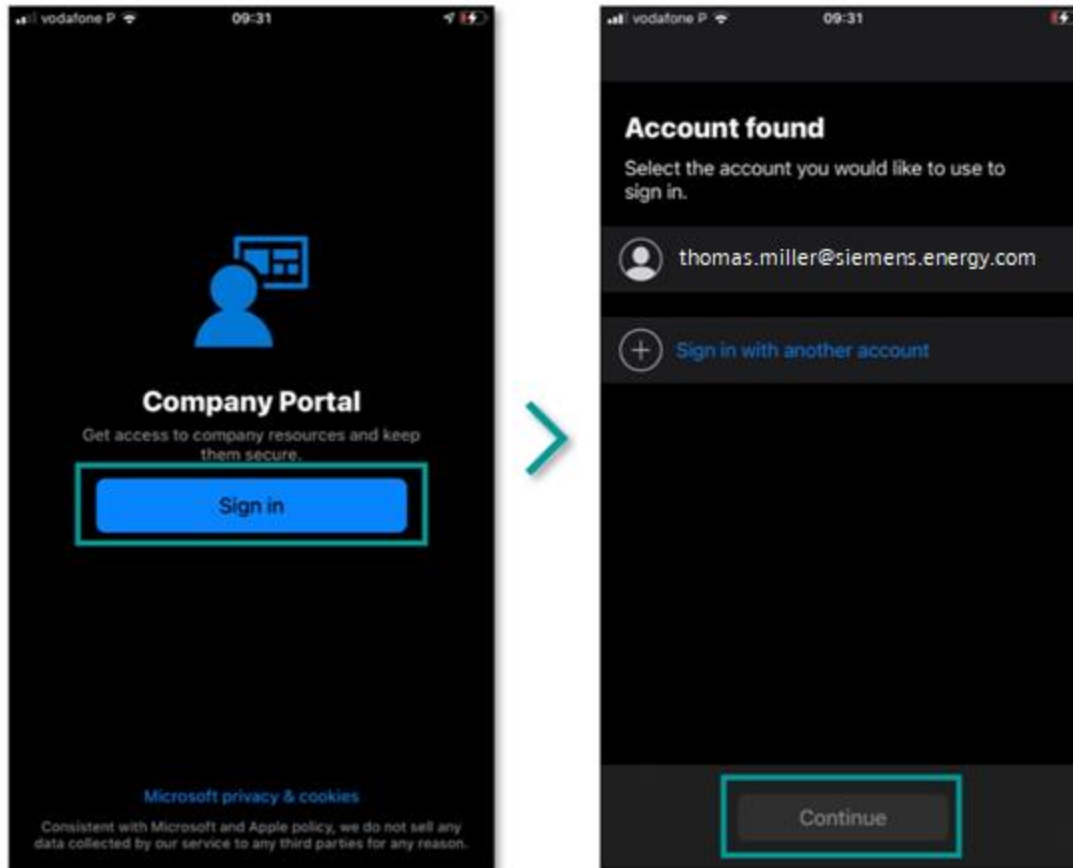 vodafone P
09:31
Company Portal
Get access to company resources and keep
them secure.
Sign in
Microsoft privacy & cookies
Consistent with Microsoft and Apple policy, we do not sell any
data collected by our service to any third parties for any reason.
vodafone P
09:31
Account found
Select the account you would like to use to
sign in.
thomas.miller@siemens.energy.com
Sign in with another account
Continue